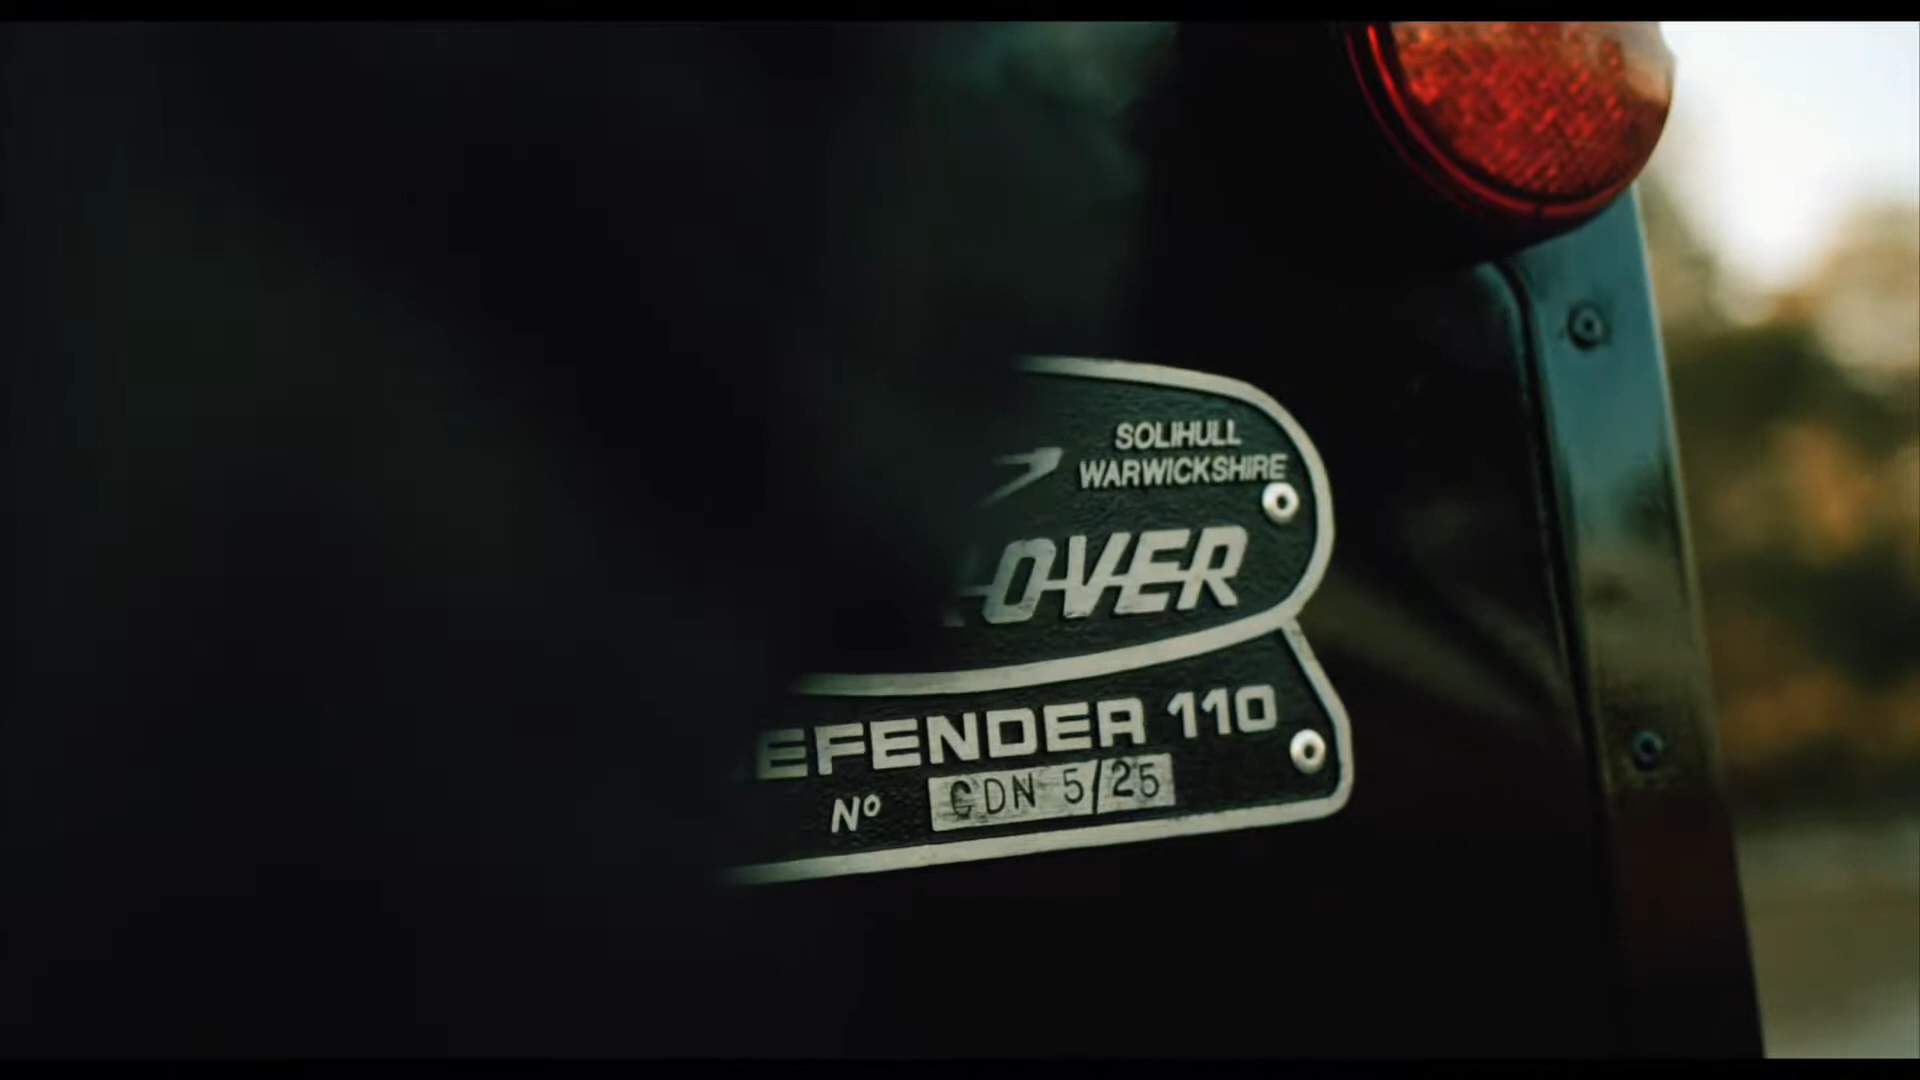 SOLIHULL
WARWICKSHIRE
OVER
EFENDER 110
Nº CDN 5/25